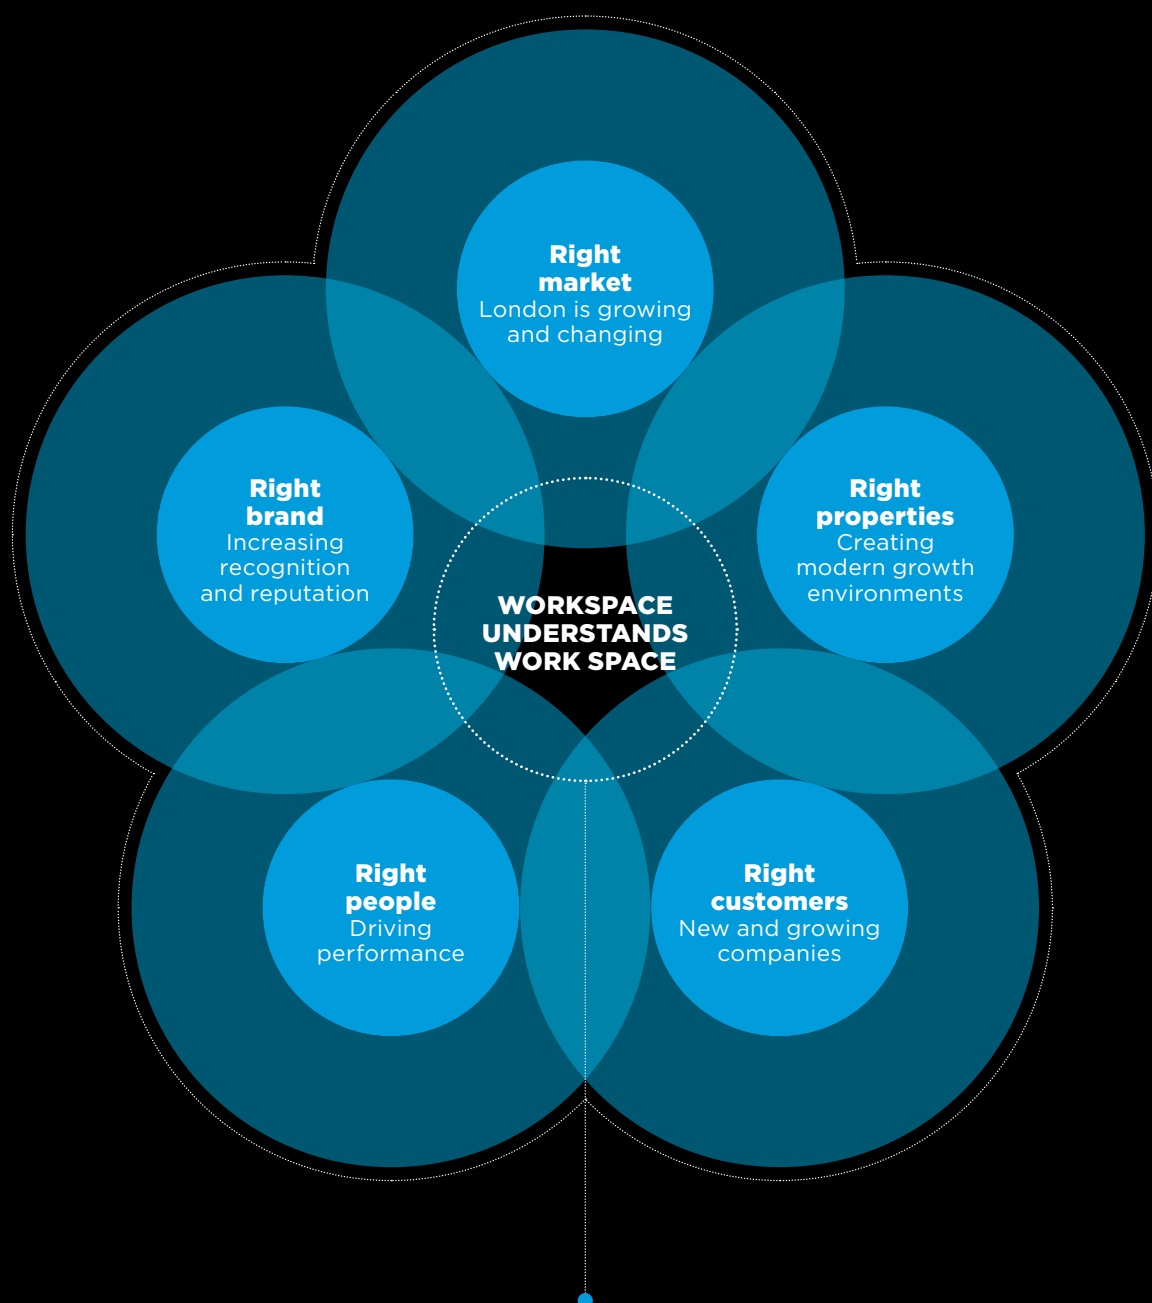 Right
market
London is growing
and changing
Right
brand
Increasing
recognition
and reputation
Right
properties
Creating
modern growth
environments
WORKSPACE
UNDERSTANDS
WORK SPACE
Right
people
Driving
performance
Right
customers
New and growing
companies